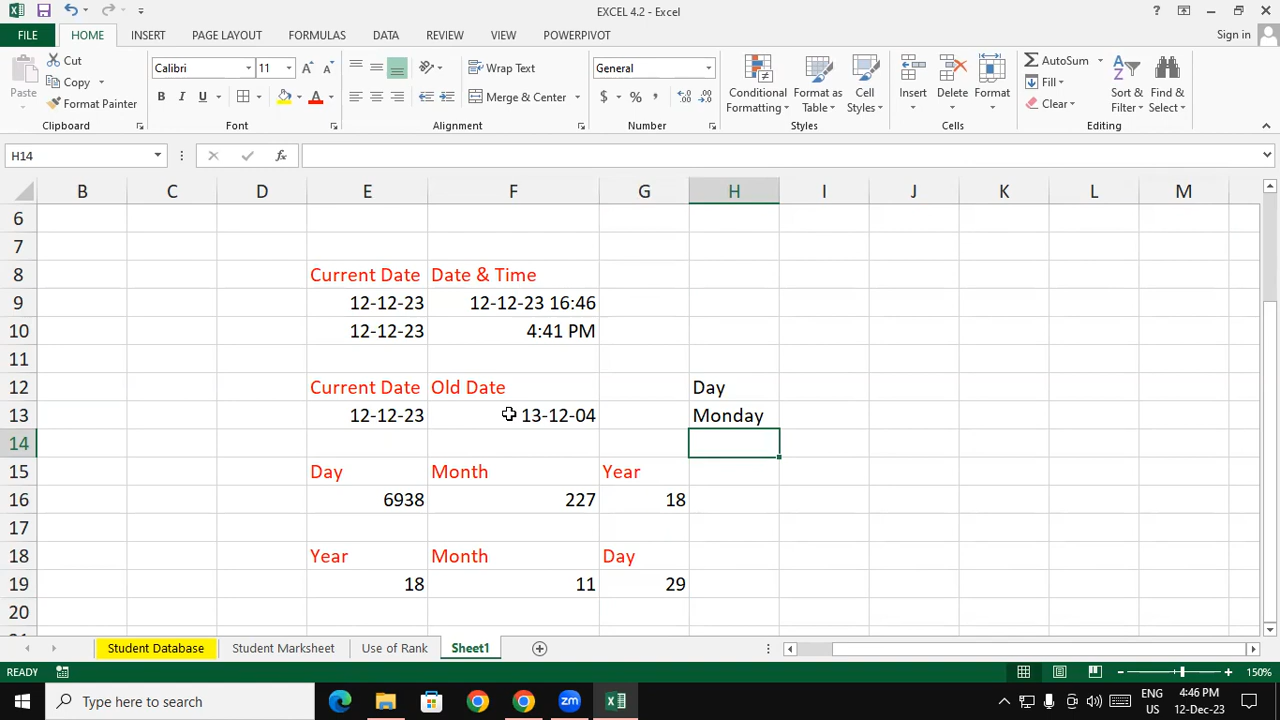 EXCEL 4.2 - Excel
FILE HOME INSERT PAGE LAYOUT FORMULAS DATA REVIEW VIEW POWERPIVOT Sign in
Paste Cut Copy Format Painter Clipboard
Calibri 11 B I U A Font
Wrap Text Merge & Center Alignment
General $ % , Number
Conditional Formatting Format as Table Cell Styles Styles
Insert Delete Format Cells
AutoSum Fill Clear Sort & Filter Find & Select Editing
H14 fx
B C D E F G H I J K L M
6
7
8 Current Date Date & Time
9 12-12-23 12-12-23 16:46
10 12-12-23 4:41 PM
11
12 Current Date Old Date Day
13 12-12-23 13-12-04 Monday
14
15 Day Month Year
16 6938 227 18
17
18 Year Month Day
19 18 11 29
20
Student Database Student Marksheet Use of Rank Sheet1
READY 150%
Type here to search ENG US 4:46 PM 12-Dec-23